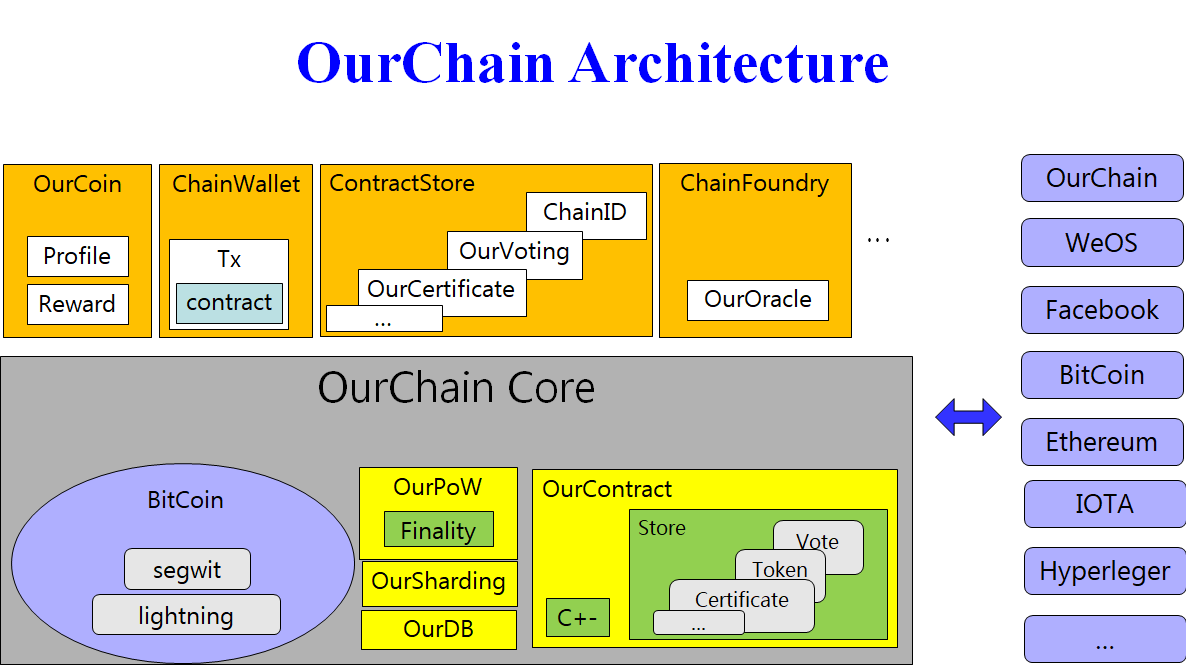 OurChain Architecture
OurCoin
Profile
Reward
ChainWallet
Tx
contract
ContractStore
ChainID
OurVoting
OurCertificate
...
ChainFoundry
OurOracle
...
OurChain Core
BitCoin
segwit
lightning
OurPoW
Finality
OurSharding
OurDB
OurContract
C+-
Store
Vote
Token
Certificate
...
OurChain
WeOS
Facebook
BitCoin
Ethereum
IOTA
Hyperleger
...